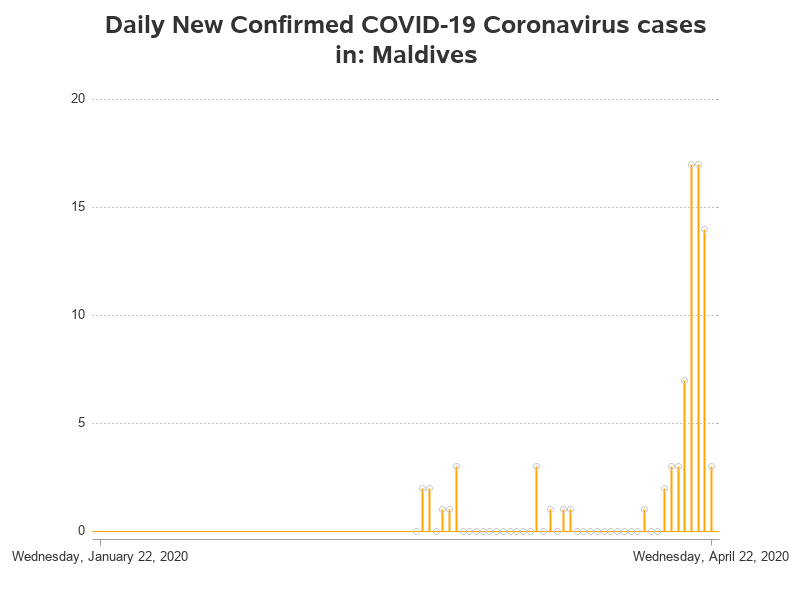 Daily New Confirmed COVID-19 Coronavirus cases
in: Maldives
20
15
10
5
0
Wednesday, January 22, 2020 Wednesday, April 22, 2020